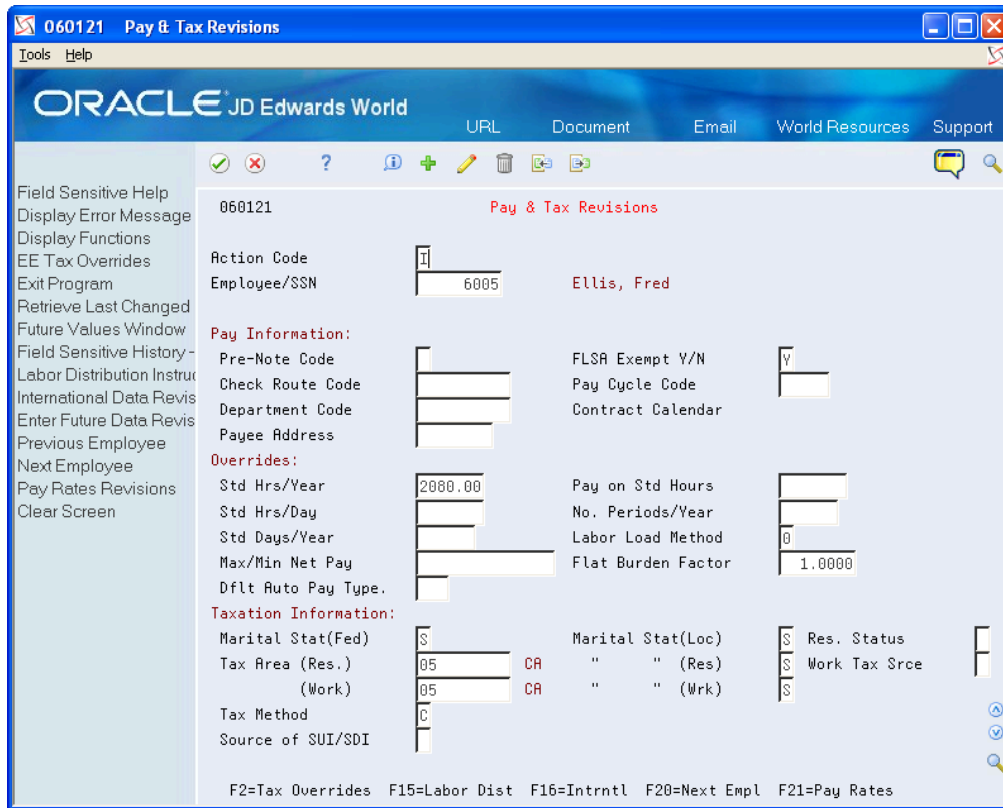 060121 Pay & Tax Revisions
Tools Help
ORACLE JD Edwards World
URL Document Email World Resources Support
Field Sensitive Help
Display Error Message
Display Functions
EE Tax Overrides
Exit Program
Retrieve Last Changed
Future Values Window
Field Sensitive History -
Labor Distribution Instruc
International Data Revis
Enter Future Data Revis
Previous Employee
Next Employee
Pay Rates Revisions
Clear Screen
060121 Pay & Tax Revisions
Action Code I
Employee/SSN 6005 Ellis, Fred
Pay Information:
Pre-Note Code FLSA Exempt Y/N Y
Check Route Code Pay Cycle Code
Department Code Contract Calendar
Payee Address
Overrides:
Std Hrs/Year 2080.00 Pay on Std Hours
Std Hrs/Day No. Periods/Year
Std Days/Year Labor Load Method 0
Max/Min Net Pay Flat Burden Factor 1.0000
Dflt Auto Pay Type.
Taxation Information:
Marital Stat(Fed) S Marital Stat(Loc) S Res. Status
Tax Area (Res.) 05 CA " " (Res) S Work Tax Srce
(Work) 05 CA " " (Wrk) S
Tax Method C
Source of SUI/SDI
F2=Tax Overrides F15=Labor Dist F16=Intrntl F20=Next Empl F21=Pay Rates